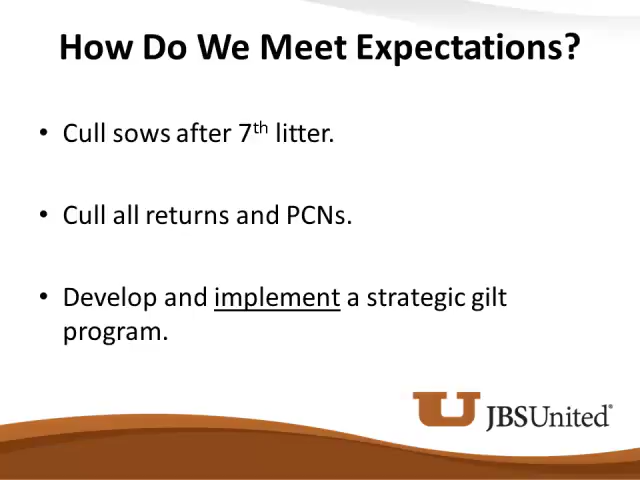 How Do We Meet Expectations?
• Cull sows after 7th litter.
• Cull all returns and PCNs.
• Develop and implement a strategic gilt
program.
JBSUnited®